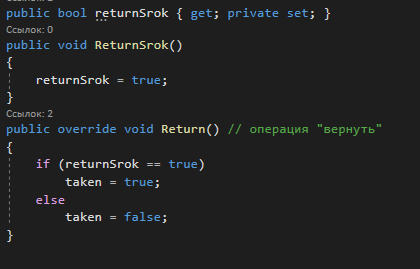 public bool returnSrok { get; private set; }
Ссылок: 0
public void ReturnSrok()
{
returnSrok = true;
}
Ссылок: 2
public override void Return() // операция "вернуть"
{
if (returnSrok == true)
taken = true;
else
taken = false;
}